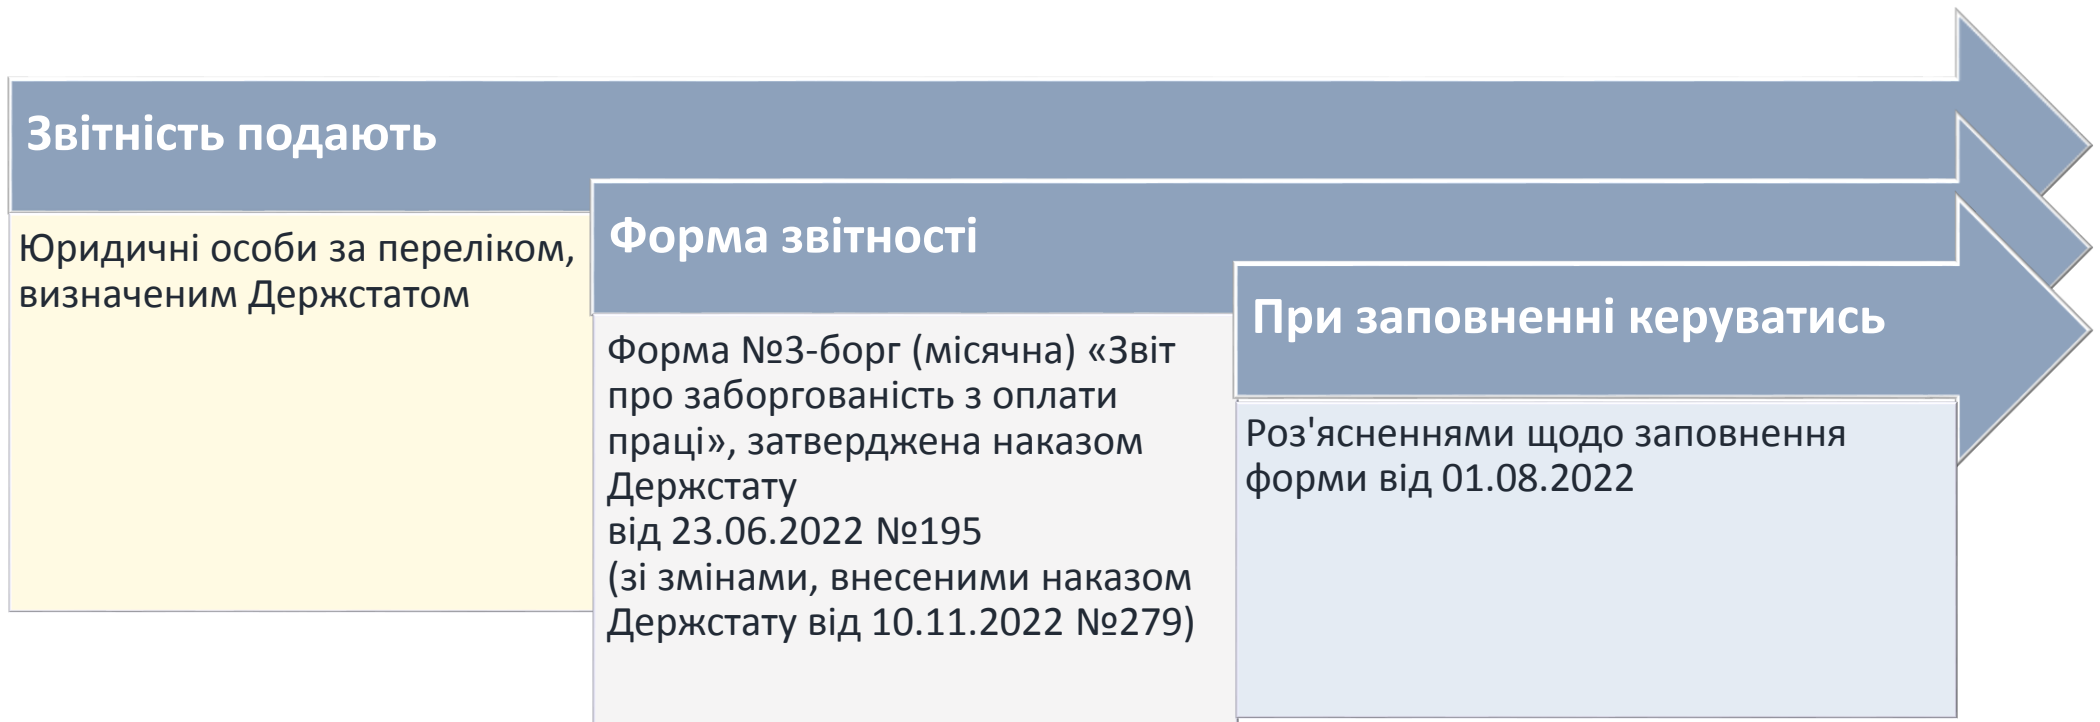 Звітність подають
Юридичні особи за переліком,
визначеним Держстатом
Форма звітності
Форма №3-борг (місячна) «Звіт
про заборгованість з оплати
праці», затверджена наказом
Держстату
від 23.06.2022 №195
(зі змінами, внесеними наказом
Держстату від 10.11.2022 №279)
При заповненні керуватись
Роз'ясненнями щодо заповнення
форми від 01.08.2022